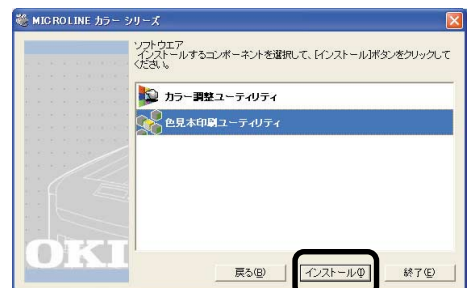 MICROLINE カラー シリーズ
ソフトウエア
インストールするコンポーネントを選択して、[インストール]ボタンをクリックして
ください。
カラー調整ユーティリティ
色見本印刷ユーティリティ
OKI
戻る(B) インストール(I) 終了(E)